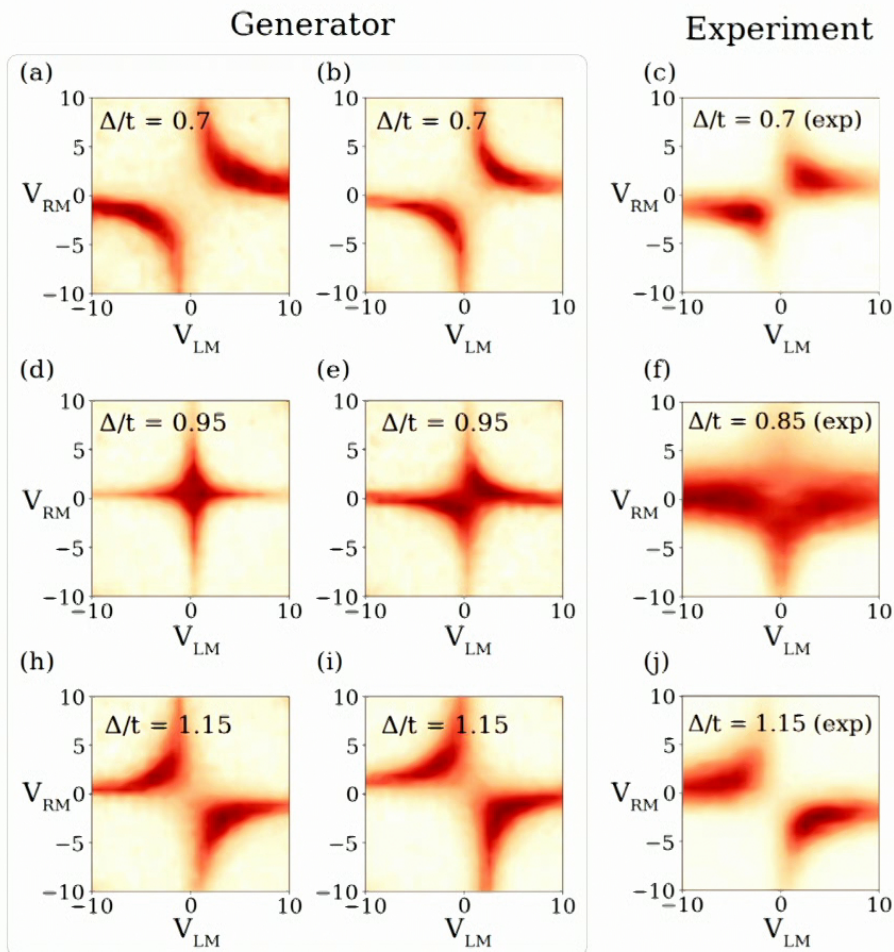 Generator
Experiment
(a)
(b)
(c)
10
5
0
−5
−10
V_RM
Δ/t = 0.7
−10
0
10
V_LM
10
5
0
−5
−10
Δ/t = 0.7
−10
0
10
V_LM
10
5
0
−5
−10
V_RM
Δ/t = 0.7 (exp)
−10
0
10
V_LM
(d)
(e)
(f)
10
5
0
−5
−10
V_RM
Δ/t = 0.95
−10
0
10
V_LM
10
5
0
−5
−10
Δ/t = 0.95
−10
0
10
V_LM
10
5
0
−5
−10
V_RM
Δ/t = 0.85 (exp)
−10
0
10
V_LM
(h)
(i)
(j)
10
5
0
−5
−10
V_RM
Δ/t = 1.15
−10
0
10
V_LM
10
5
0
−5
−10
Δ/t = 1.15
−10
0
10
V_LM
10
5
0
−5
−10
V_RM
Δ/t = 1.15 (exp)
−10
0
10
V_LM